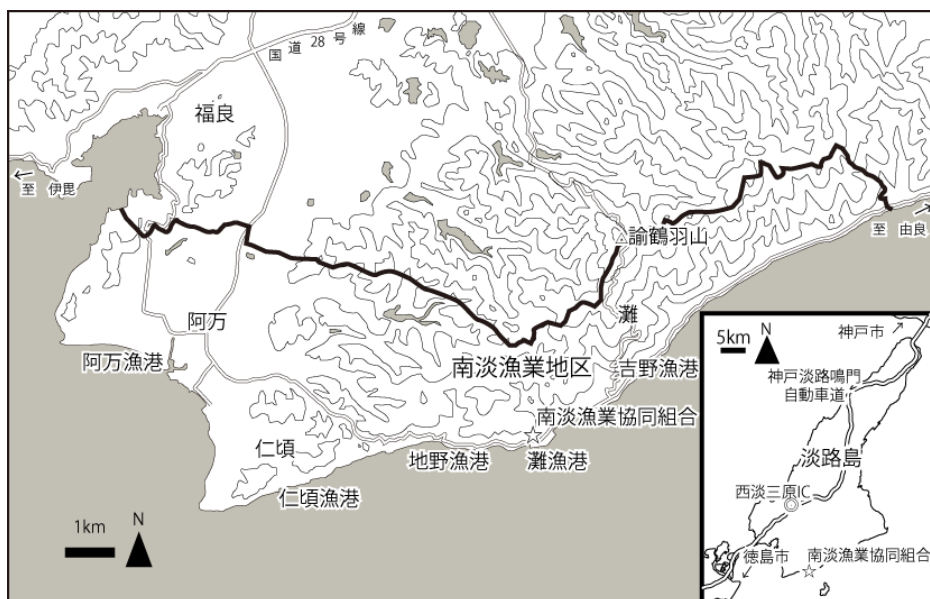 国道28号線
福良
← 至 伊毘
諭鶴羽山
至 由良 →
灘
阿万
南淡漁業地区
吉野漁港
阿万漁港
南淡漁業協同組合
仁頃
地野漁港
灘漁港
仁頃漁港
1km
N
5km
N
神戸市
神戸淡路鳴門
自動車道
淡路島
西淡三原IC
徳島市
南淡漁業協同組合